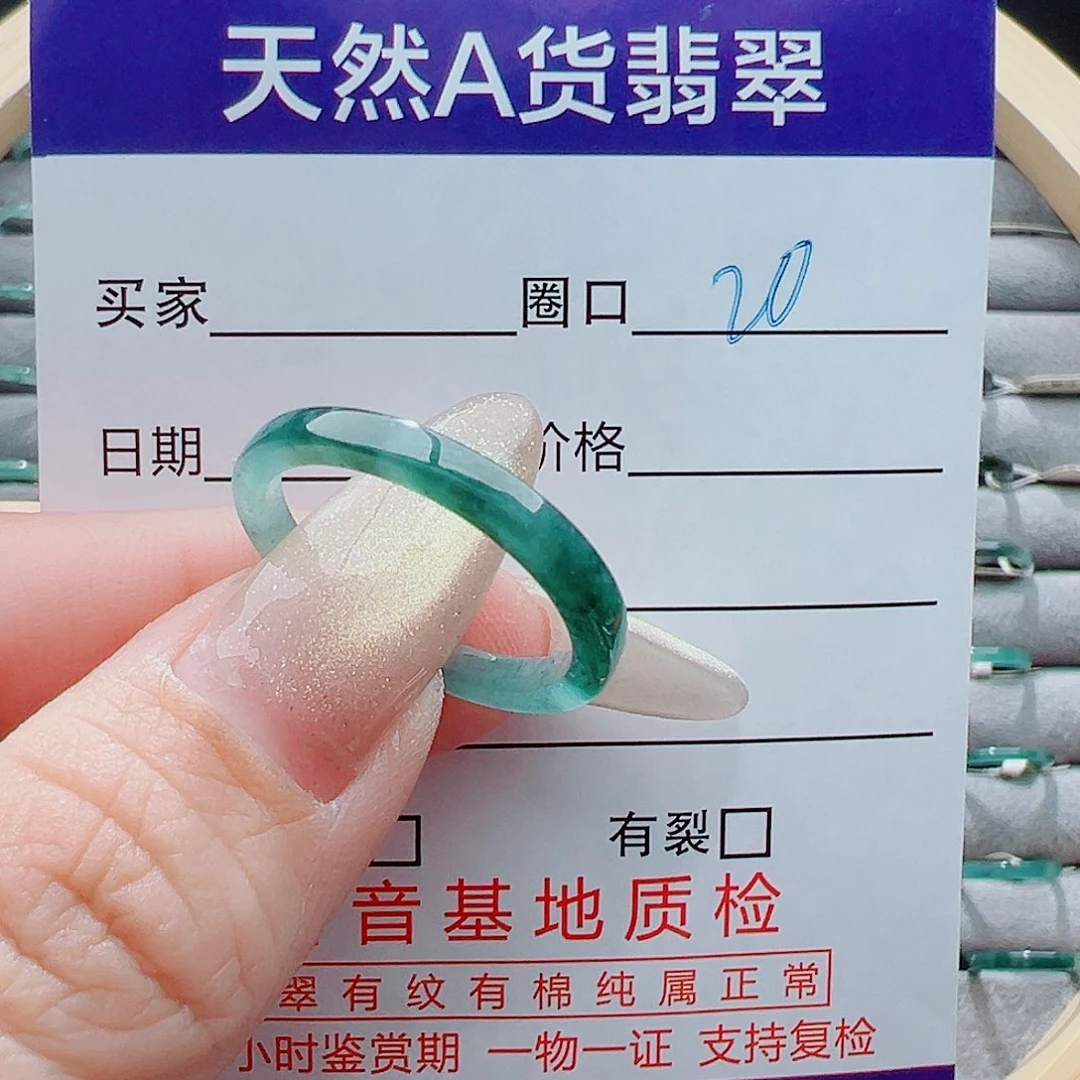 天然A货翡翠
买家 圈口 20
日期 价格
有裂
音基地质检
翠有纹有棉纯属正常
小时鉴赏期 一物一证 支持复检